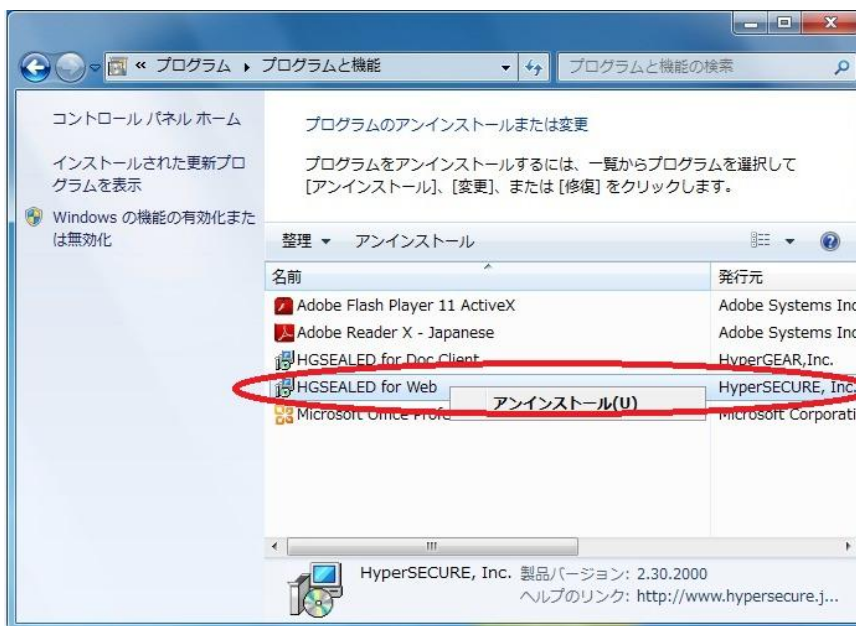 « プログラム ▸ プログラムと機能
プログラムと機能の検索
コントロール パネル ホーム
インストールされた更新プロ
グラムを表示
Windows の機能の有効化また
は無効化
プログラムのアンインストールまたは変更
プログラムをアンインストールするには、一覧からプログラムを選択して
[アンインストール]、[変更]、または [修復] をクリックします。
整理 ▼ アンインストール
名前 発行元
Adobe Flash Player 11 ActiveX Adobe Systems Inc
Adobe Reader X - Japanese Adobe Systems Inc
HGSEALED for Doc Client HyperGEAR,Inc.
HGSEALED for Web HyperSECURE, Inc.
アンインストール(U)
Microsoft Office Profe Microsoft Corporati
HyperSECURE, Inc. 製品バージョン: 2.30.2000
ヘルプのリンク: http://www.hypersecure.j...